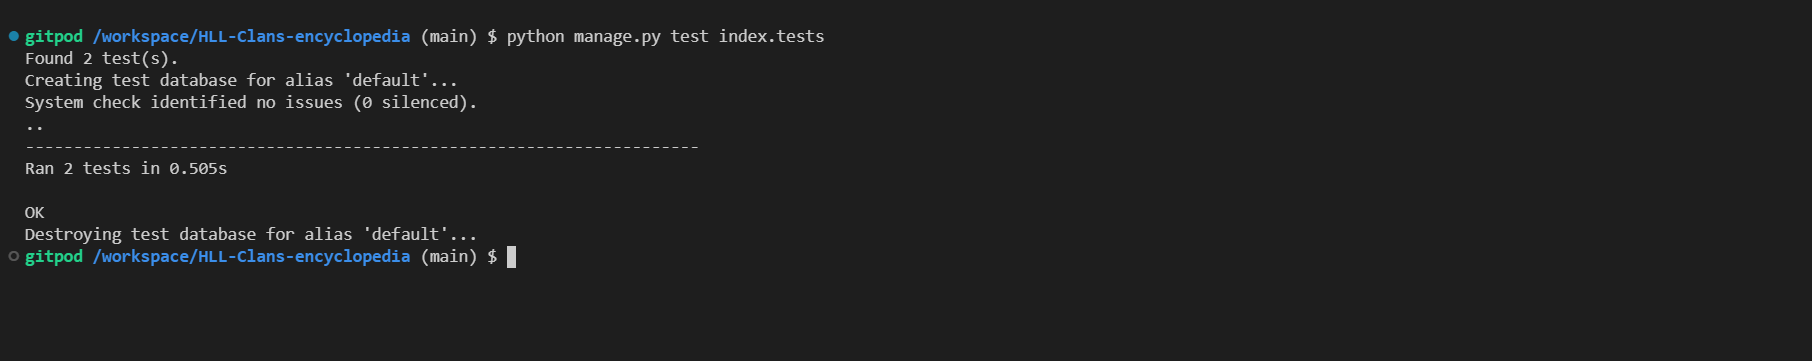 gitpod /workspace/HLL-Clans-encyclopedia (main) $ python manage.py test index.tests
Found 2 test(s).
Creating test database for alias 'default'...
System check identified no issues (0 silenced).
..
----------------------------------------------------------------------
Ran 2 tests in 0.505s
OK
Destroying test database for alias 'default'...
gitpod /workspace/HLL-Clans-encyclopedia (main) $